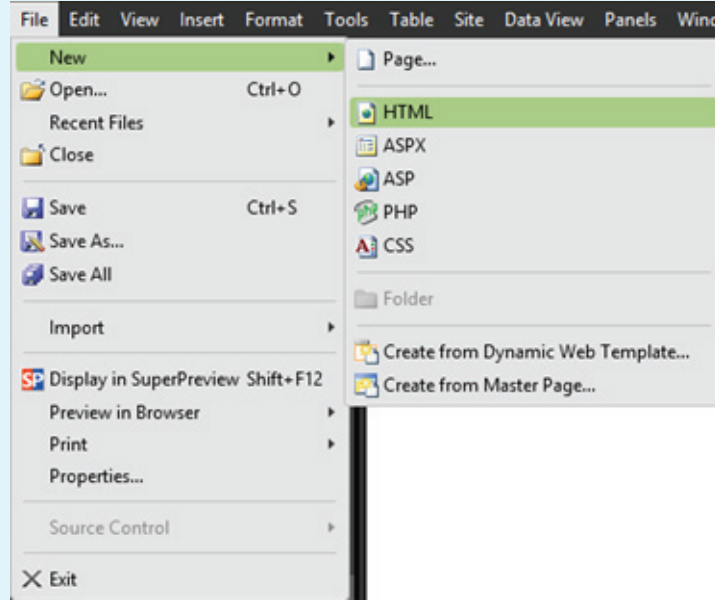 File Edit View Insert Format Tools Table Site Data View Panels
New
Open... Ctrl+O
Recent Files
Close
Save Ctrl+S
Save As...
Save All
Import
SP Display in SuperPreview Shift+F12
Preview in Browser
Print
Properties...
Source Control
Exit
Page...
HTML
ASPX
ASP
PHP
CSS
Folder
Create from Dynamic Web Template...
Create from Master Page...